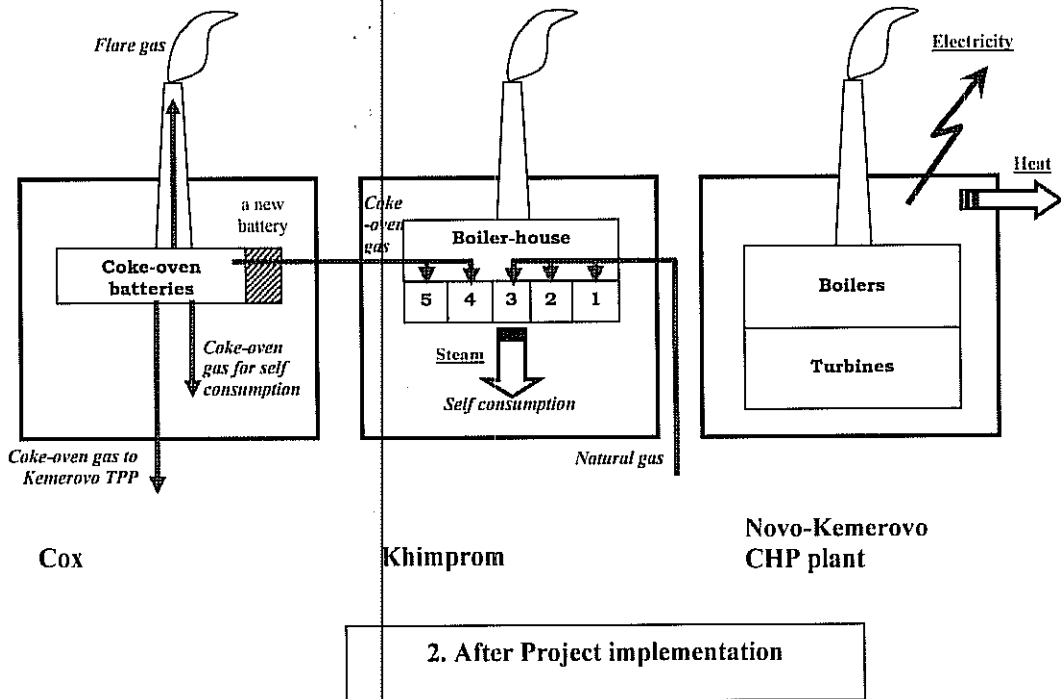 Flare gas
Electricity
Heat
a new
battery
Coke
-oven
gas
Boiler-house
Coke-oven
batteries
5 4 3 2 1
Boilers
Turbines
Coke-oven
gas for self
consumption
Steam
Self consumption
Coke-oven gas to
Kemerovo TPP
Natural gas
Cox
Khimprom
Novo-Kemerovo
CHP plant
2. After Project implementation